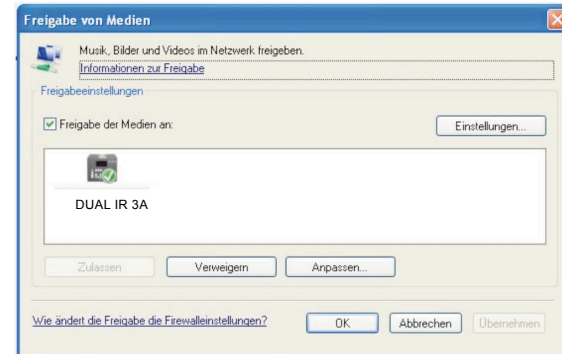 Freigabe von Medien
Musik, Bilder und Videos im Netzwerk freigeben.
Informationen zur Freigabe
Freigabeeinstellungen
Freigabe der Medien an:
Einstellungen...
DUAL IR 3A
Zulassen
Verweigern
Anpassen...
Wie ändert die Freigabe die Firewalleinstellungen?
OK
Abbrechen
Übernehmen